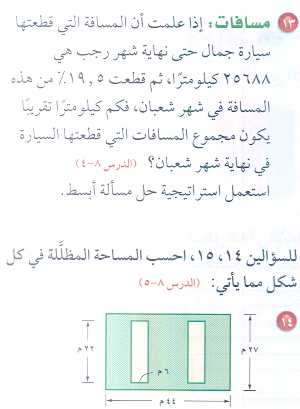 ١٣ مسافات: إذا علمت أن المسافة التي قطعتها
سيارة جمال حتى نهاية شهر رجب هي
٢٥٦٨٨ كيلومترًا، ثم قطعت ١٩,٥٪ من هذه
المسافة في شهر شعبان، فكم كيلومترًا تقريبًا
يكون مجموع المسافات التي قطعتها السيارة
في نهاية شهر شعبان؟ (الدرس ٨-٤)
استعمل استراتيجية حل مسألة أبسط.
للسؤالين ١٤، ١٥، احسب المساحة المظلَّلة في كل
شكل مما يأتي: (الدرس ٨-٥)
١٤
٢٢ م
٢٧ م
٦ م
٤٤ م